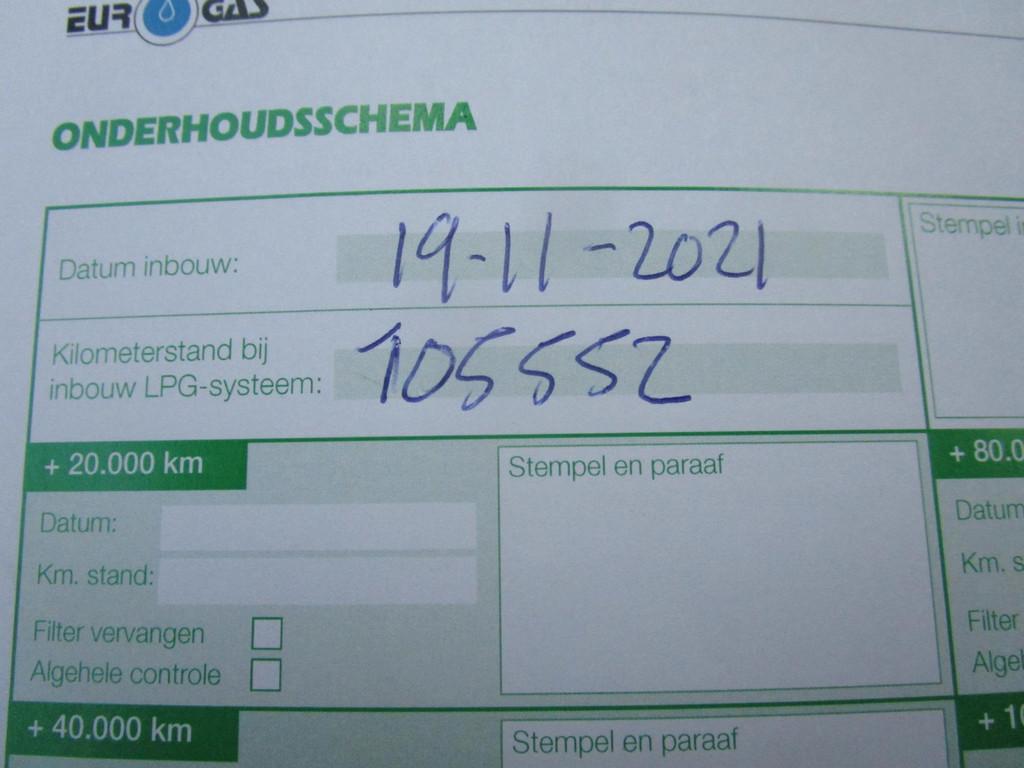 EUR GAS
ONDERHOUDSSCHEMA
Datum inbouw: 19-11-2021
Stempel
Kilometerstand bij
inbouw LPG-systeem: 105552
+ 20.000 km
Stempel en paraaf
+ 80.0
Datum:
Datum
Km. stand:
Km. s
Filter vervangen
Filter
Algehele controle
Algeh
+ 40.000 km
Stempel en paraaf
+ 10